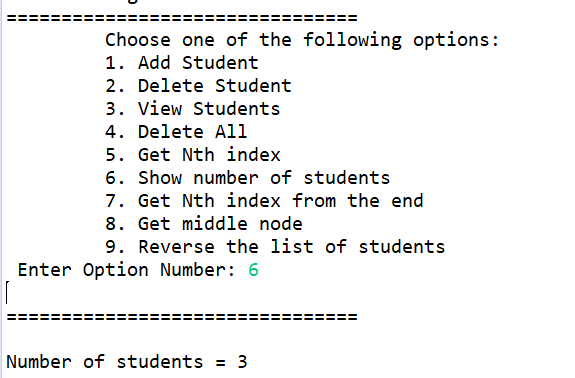 ================================
Choose one of the following options:
1. Add Student
2. Delete Student
3. View Students
4. Delete All
5. Get Nth index
6. Show number of students
7. Get Nth index from the end
8. Get middle node
9. Reverse the list of students
Enter Option Number: 6
================================
Number of students = 3